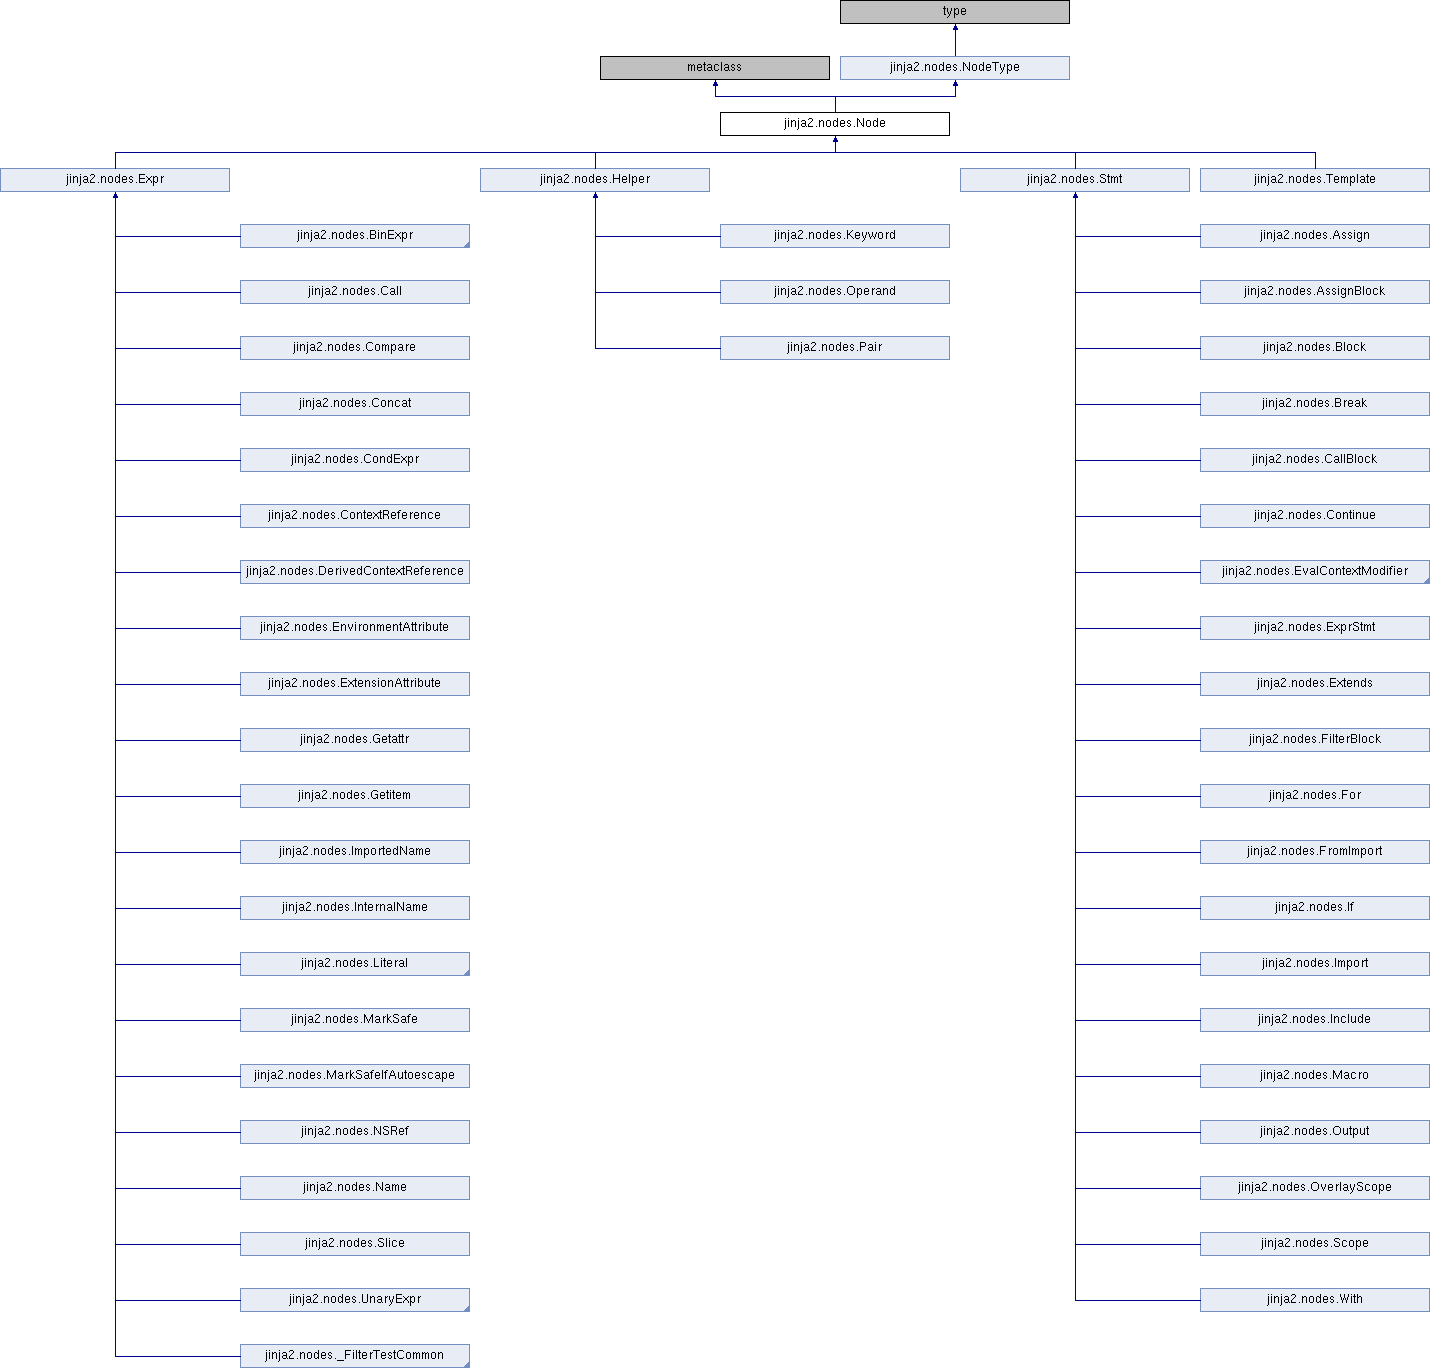 type
metaclass jinja2.nodes.NodeType
jinja2.nodes.Node
jinja2.nodes.Expr jinja2.nodes.Helper jinja2.nodes.Stmt jinja2.nodes.Template
jinja2.nodes.BinExpr jinja2.nodes.Keyword jinja2.nodes.Assign
jinja2.nodes.Call jinja2.nodes.Operand jinja2.nodes.AssignBlock
jinja2.nodes.Compare jinja2.nodes.Pair jinja2.nodes.Block
jinja2.nodes.Concat jinja2.nodes.Break
jinja2.nodes.CondExpr jinja2.nodes.CallBlock
jinja2.nodes.ContextReference jinja2.nodes.Continue
jinja2.nodes.DerivedContextReference jinja2.nodes.EvalContextModifier
jinja2.nodes.EnvironmentAttribute jinja2.nodes.ExprStmt
jinja2.nodes.ExtensionAttribute jinja2.nodes.Extends
jinja2.nodes.Getattr jinja2.nodes.FilterBlock
jinja2.nodes.Getitem jinja2.nodes.For
jinja2.nodes.ImportedName jinja2.nodes.FromImport
jinja2.nodes.InternalName jinja2.nodes.If
jinja2.nodes.Literal jinja2.nodes.Import
jinja2.nodes.MarkSafe jinja2.nodes.Include
jinja2.nodes.MarkSafeIfAutoescape jinja2.nodes.Macro
jinja2.nodes.NSRef jinja2.nodes.Output
jinja2.nodes.Name jinja2.nodes.OverlayScope
jinja2.nodes.Slice jinja2.nodes.Scope
jinja2.nodes.UnaryExpr jinja2.nodes.With
jinja2.nodes._FilterTestCommon